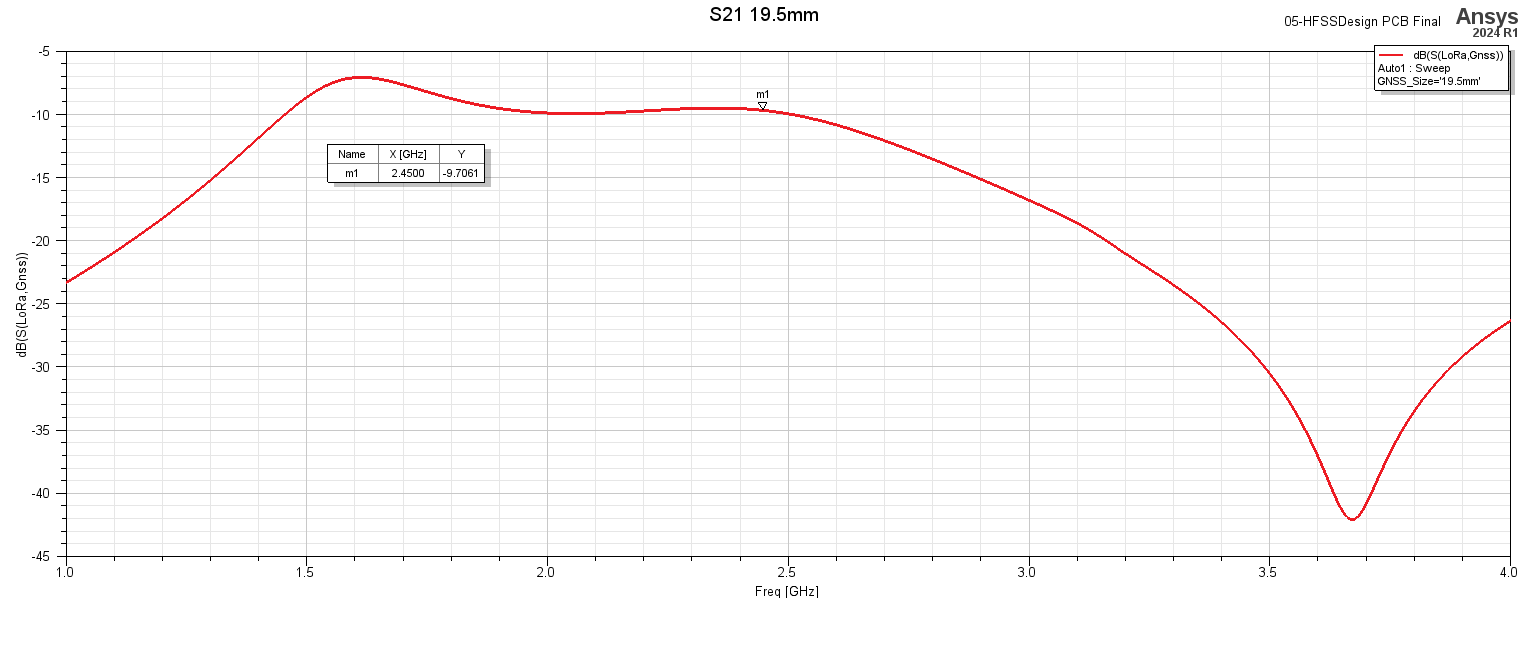 S21 19.5mm
05-HFSSDesign PCB Final
Ansys
2024 R1
dB(S(LoRa,Gnss))
Auto1 : Sweep
GNSS_Size='19.5mm'
m1
Name X [GHz] Y
m1 2.4500 -9.7061
dB(S(LoRa,Gnss))
-5
-10
-15
-20
-25
-30
-35
-40
-45
1.0 1.5 2.0 2.5 3.0 3.5 4.0
Freq [GHz]